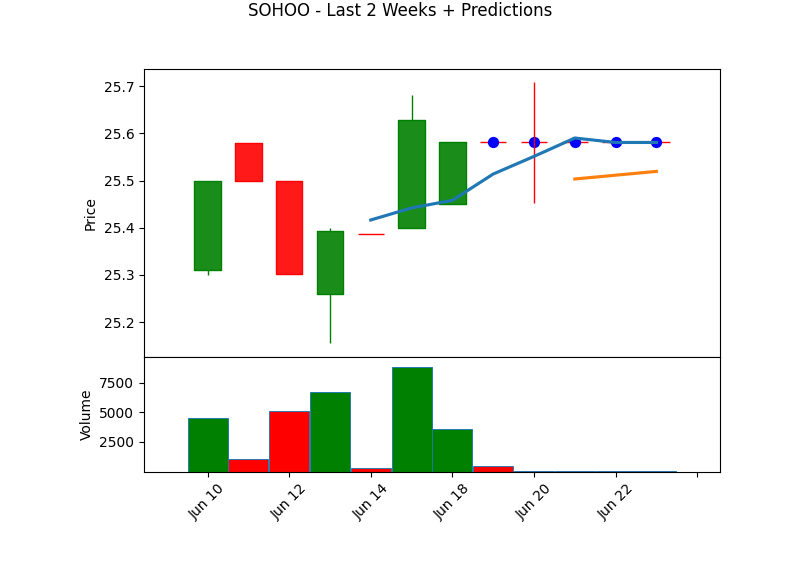 SOHOO - Last 2 Weeks + Predictions
25.7
25.6
25.5
25.4
25.3
25.2
Price
7500
5000
2500
Volume
Jun 10
Jun 12
Jun 14
Jun 18
Jun 20
Jun 22